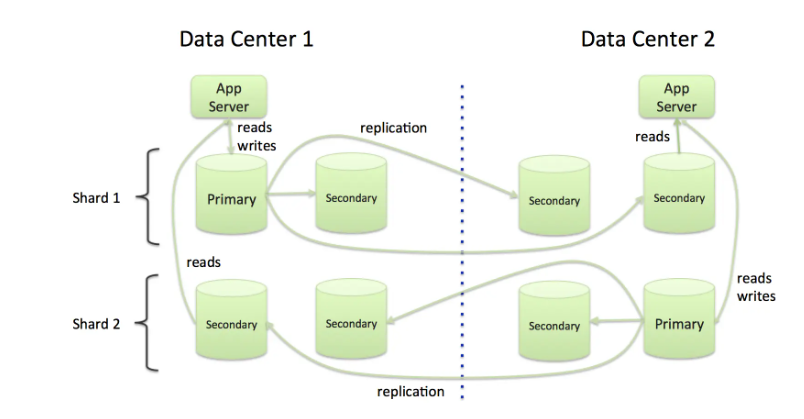 Data Center 1
Data Center 2
App
Server
App
Server
reads
writes
replication
reads
Shard 1
Primary
Secondary
Secondary
Secondary
reads
reads
writes
Shard 2
Secondary
Secondary
Secondary
Primary
replication